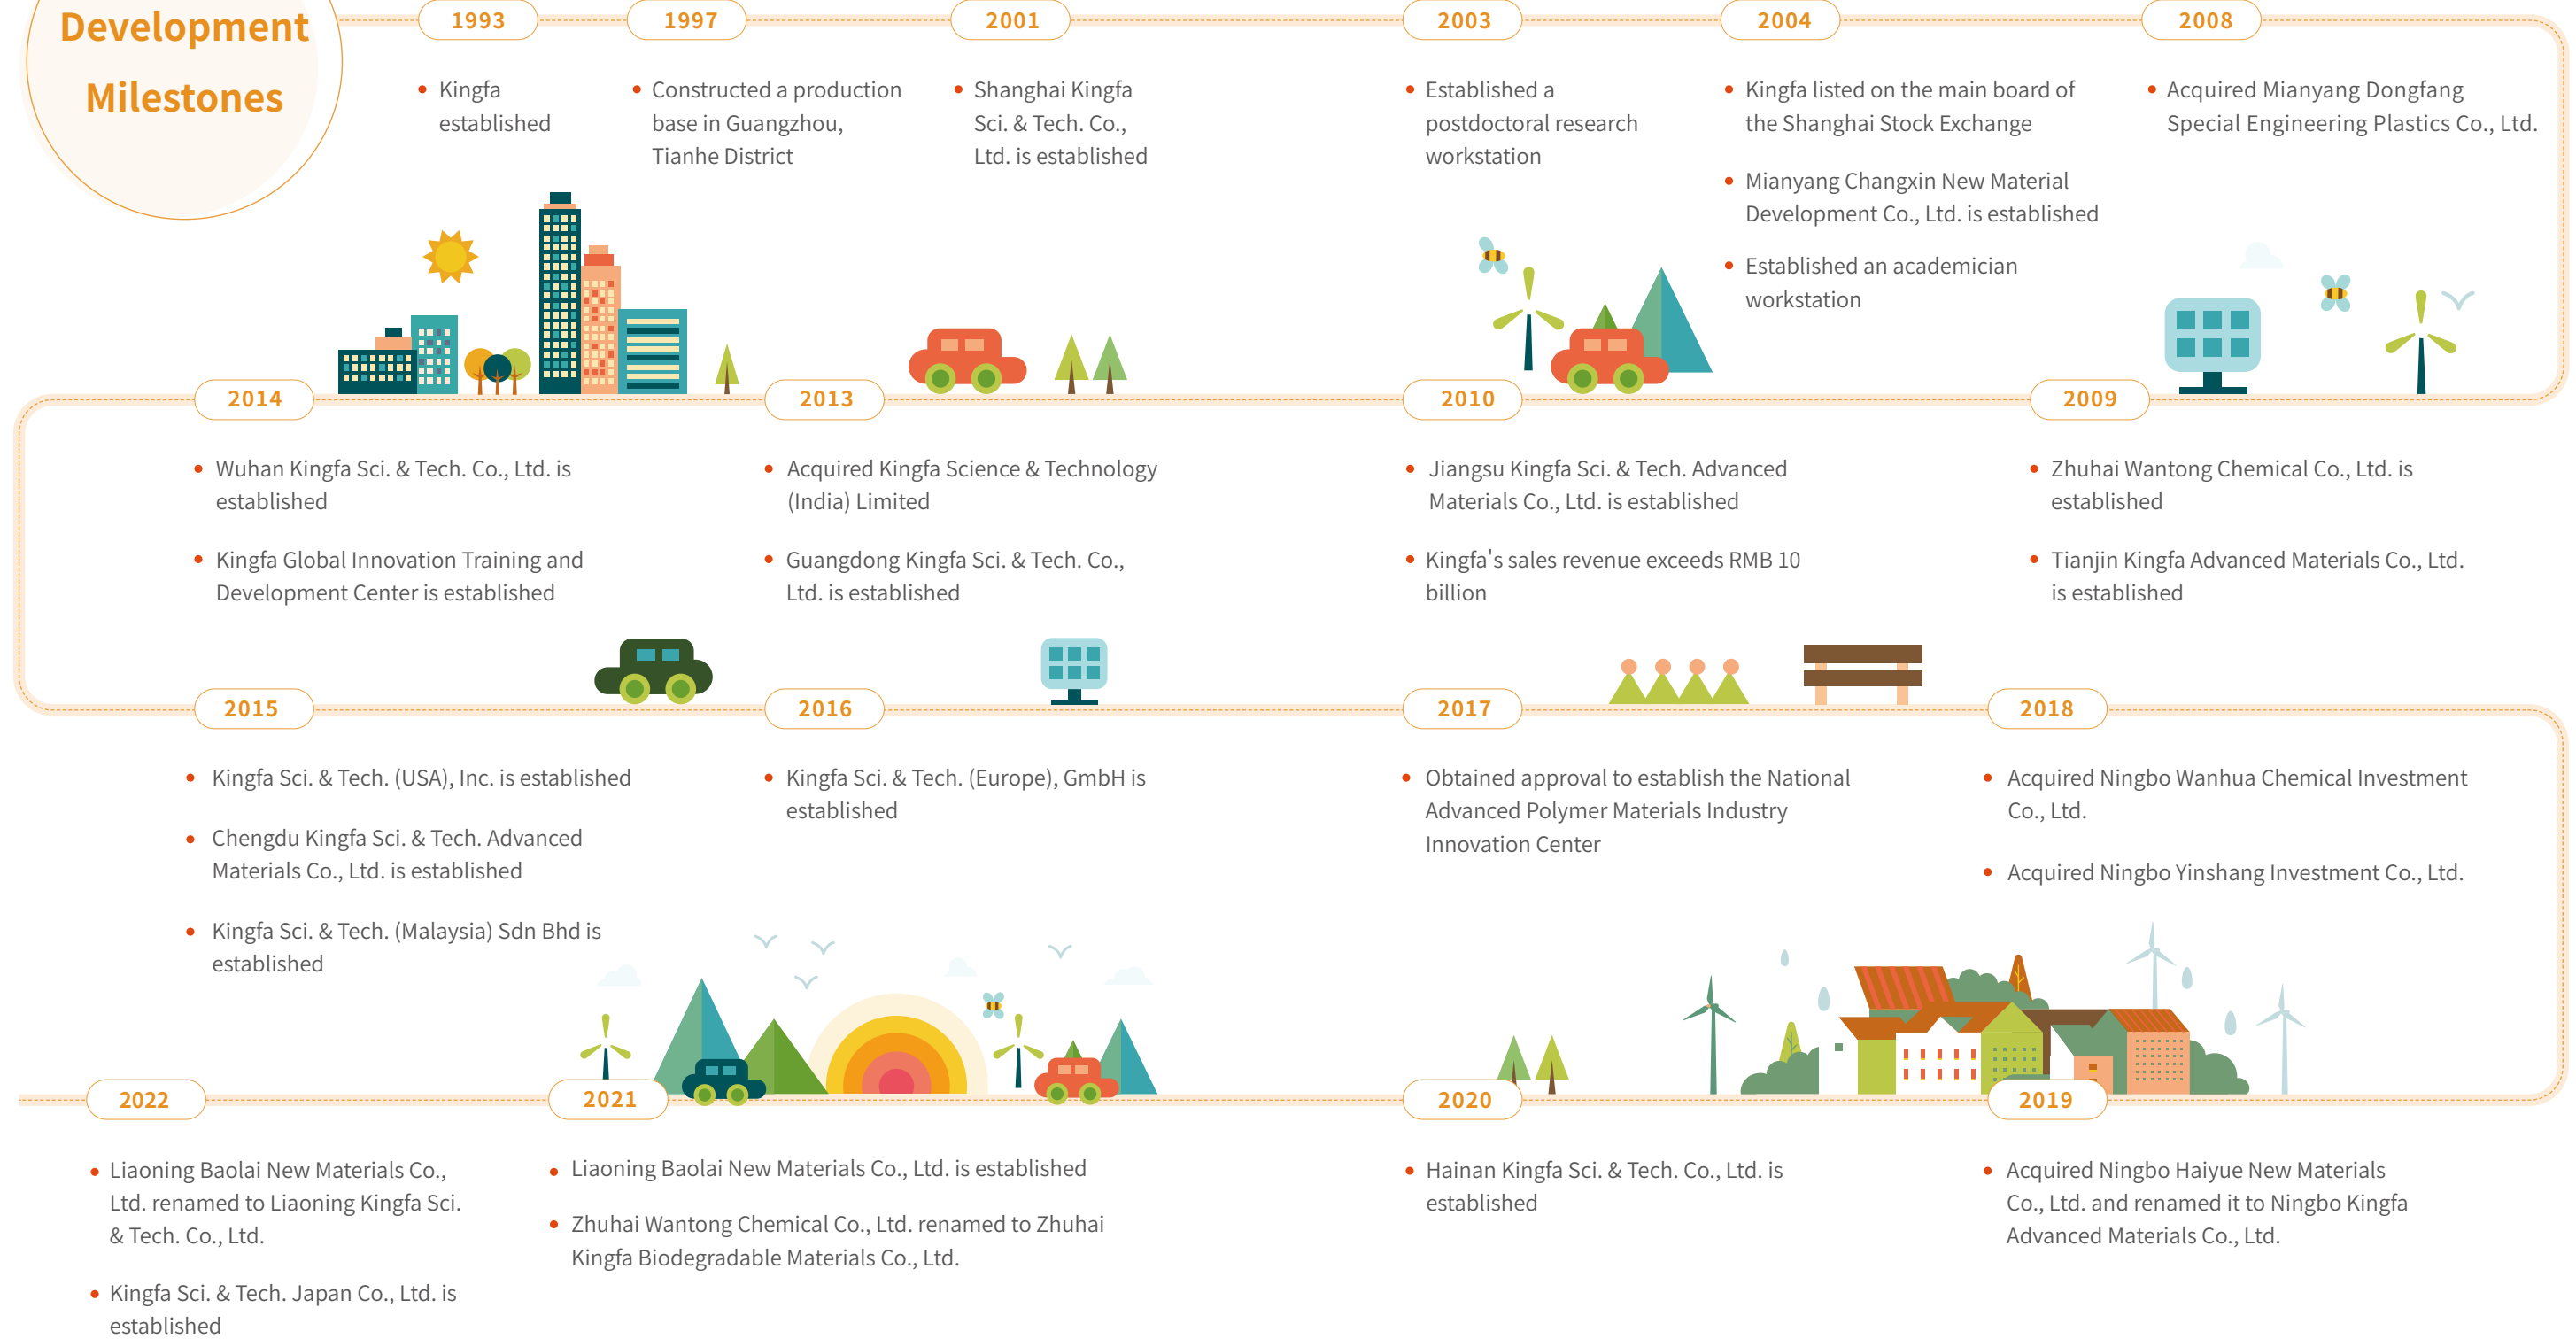 Development
Milestones
1993
Kingfa
established
1997
Constructed a production
base in Guangzhou,
Tianhe District
2001
Shanghai Kingfa
Sci. & Tech. Co.,
Ltd. is established
2003
Established a
postdoctoral research
workstation
2004
Kingfa listed on the main board of
the Shanghai Stock Exchange
Mianyang Changxin New Material
Development Co., Ltd. is established
Established an academician
workstation
2008
Acquired Mianyang Dongfang
Special Engineering Plastics Co., Ltd.
2009
Zhuhai Wantong Chemical Co., Ltd. is
established
Tianjin Kingfa Advanced Materials Co., Ltd.
is established
2010
Jiangsu Kingfa Sci. & Tech. Advanced
Materials Co., Ltd. is established
Kingfa's sales revenue exceeds RMB 10
billion
2013
Acquired Kingfa Science & Technology
(India) Limited
Guangdong Kingfa Sci. & Tech. Co.,
Ltd. is established
2014
Wuhan Kingfa Sci. & Tech. Co., Ltd. is
established
Kingfa Global Innovation Training and
Development Center is established
2015
Kingfa Sci. & Tech. (USA), Inc. is established
Chengdu Kingfa Sci. & Tech. Advanced
Materials Co., Ltd. is established
Kingfa Sci. & Tech. (Malaysia) Sdn Bhd is
established
2016
Kingfa Sci. & Tech. (Europe), GmbH is
established
2017
Obtained approval to establish the National
Advanced Polymer Materials Industry
Innovation Center
2018
Acquired Ningbo Wanhua Chemical Investment
Co., Ltd.
Acquired Ningbo Yinshang Investment Co., Ltd.
2019
Acquired Ningbo Haiyue New Materials
Co., Ltd. and renamed it to Ningbo Kingfa
Advanced Materials Co., Ltd.
2020
Hainan Kingfa Sci. & Tech. Co., Ltd. is
established
2021
Liaoning Baolai New Materials Co., Ltd. is established
Zhuhai Wantong Chemical Co., Ltd. renamed to Zhuhai
Kingfa Biodegradable Materials Co., Ltd.
2022
Liaoning Baolai New Materials Co.,
Ltd. renamed to Liaoning Kingfa Sci.
& Tech. Co., Ltd.
Kingfa Sci. & Tech. Japan Co., Ltd. is
established